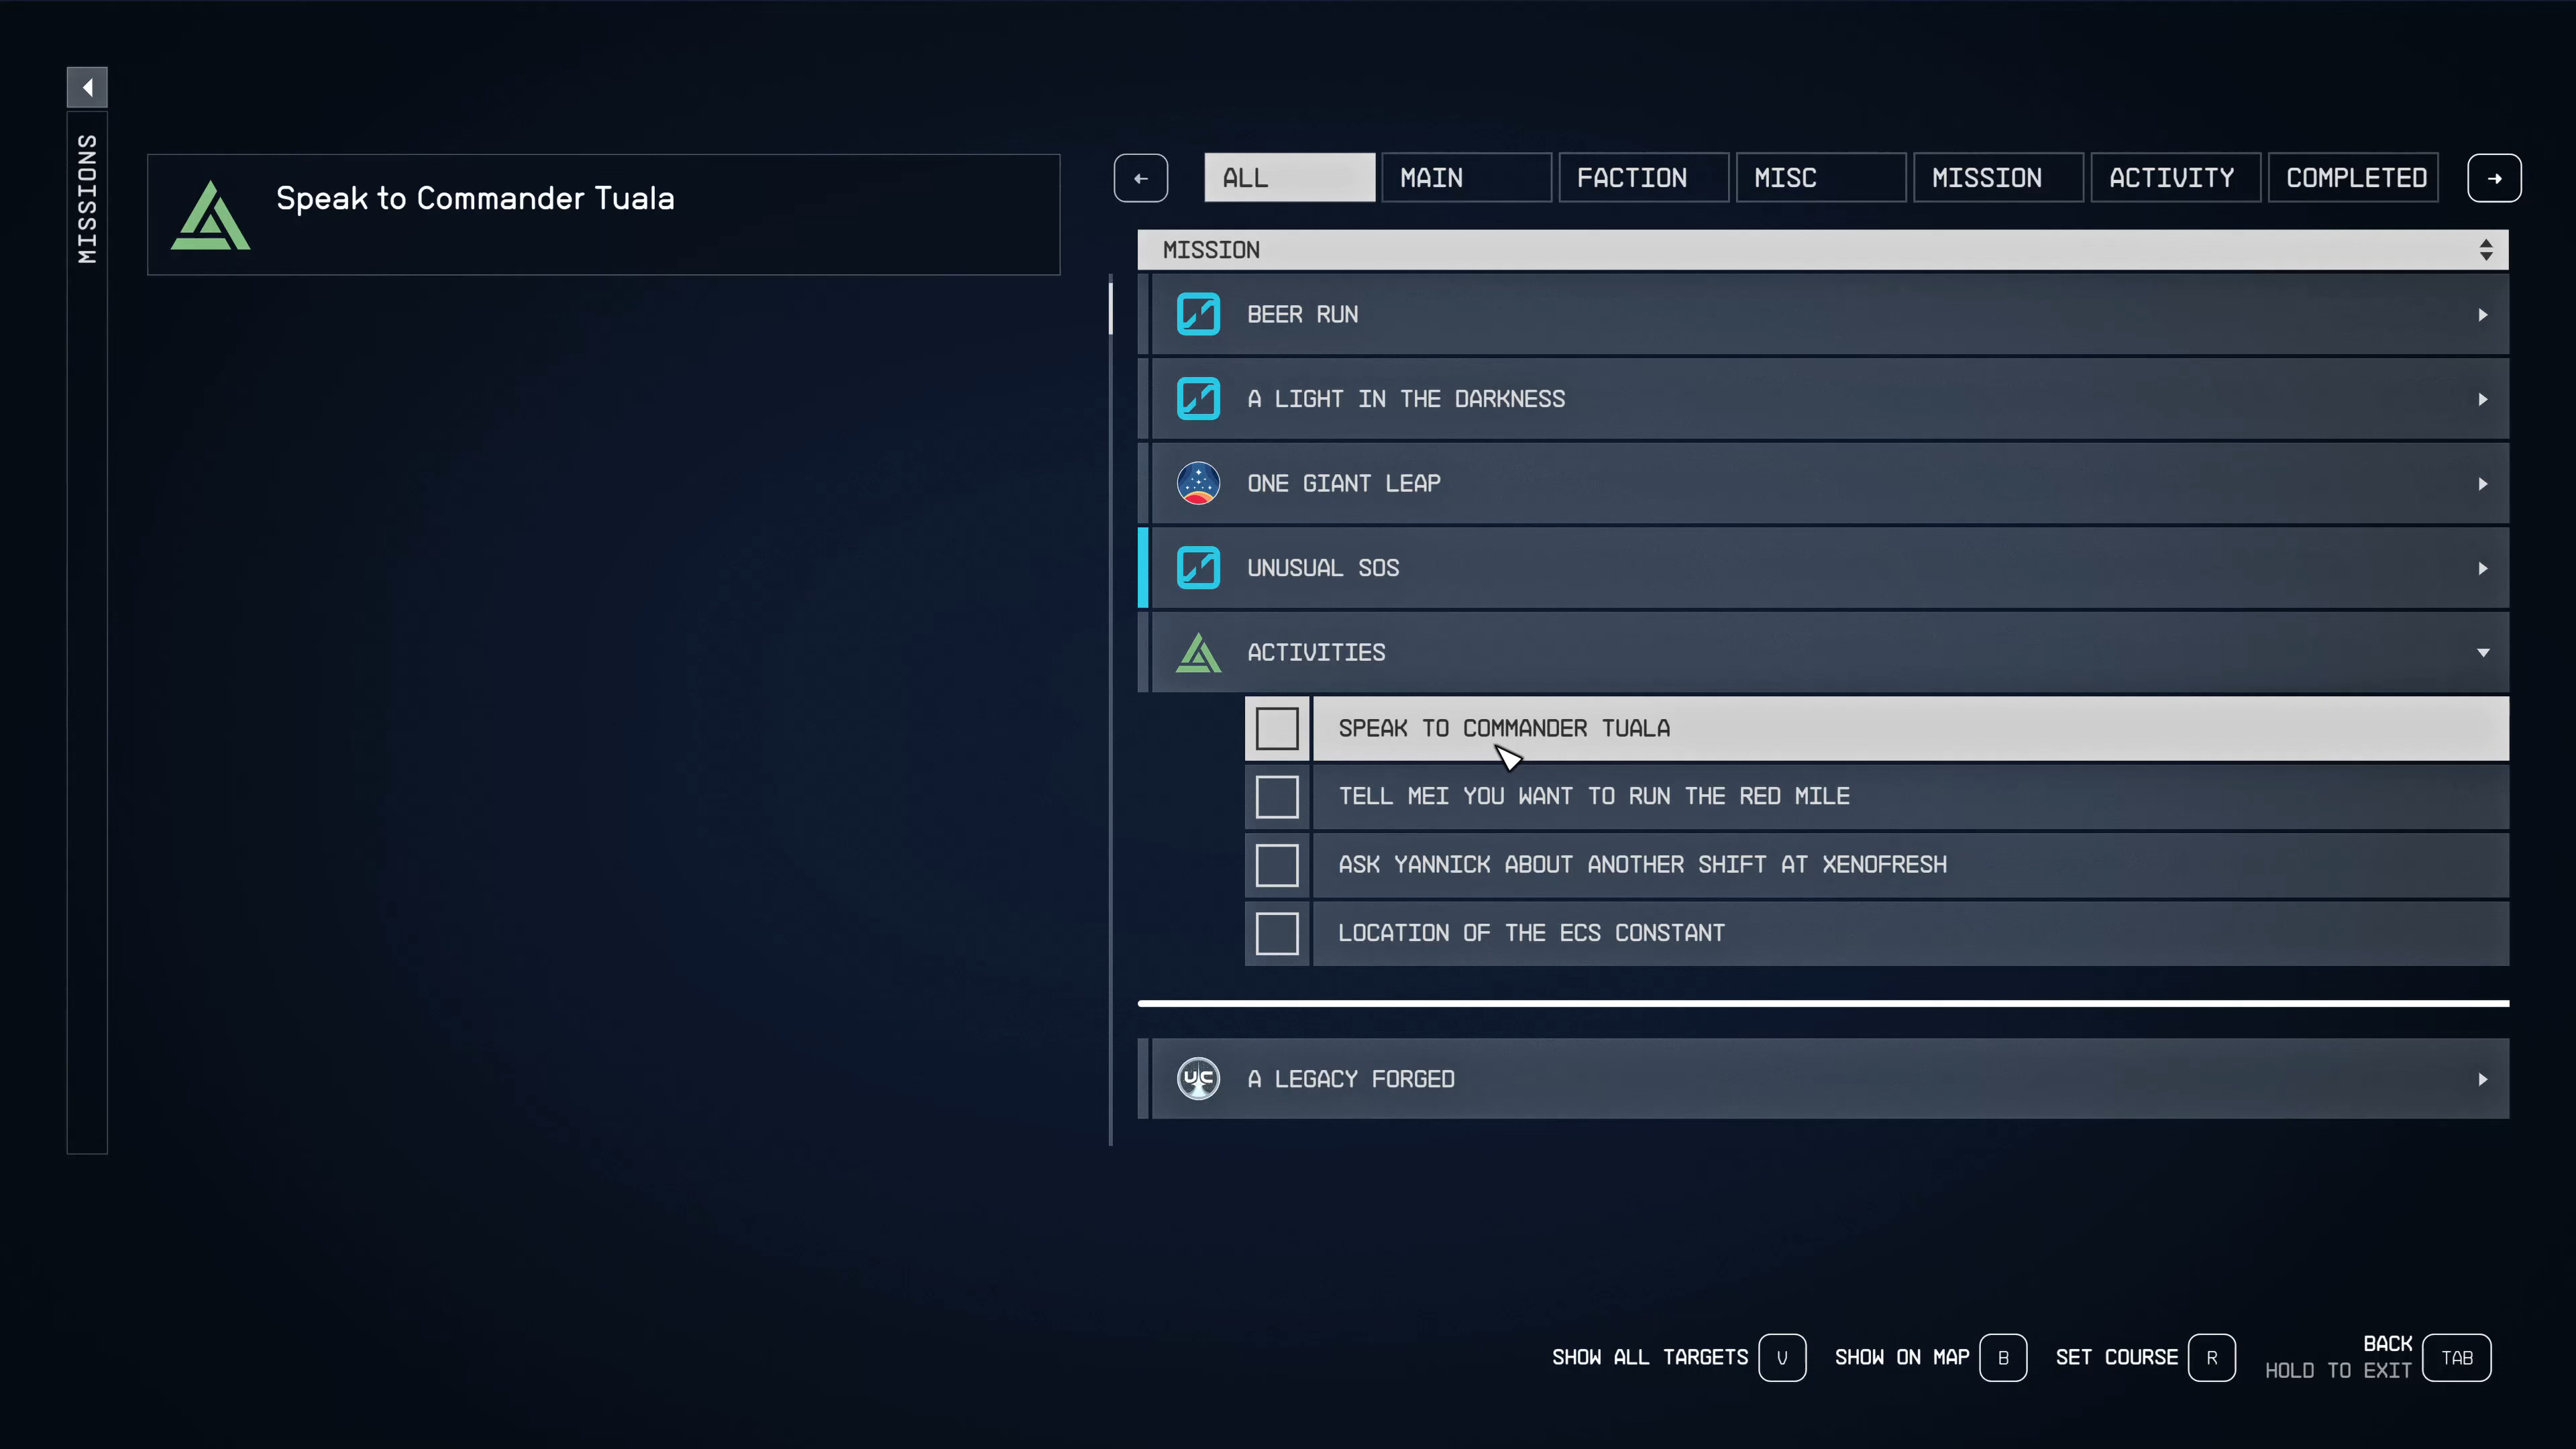 MISSIONS
Speak to Commander Tuala
ALL
MAIN
FACTION
MISC
MISSION
ACTIVITY
COMPLETED
MISSION
BEER RUN
A LIGHT IN THE DARKNESS
ONE GIANT LEAP
UNUSUAL SOS
ACTIVITIES
SPEAK TO COMMANDER TUALA
TELL MEI YOU WANT TO RUN THE RED MILE
ASK YANNICK ABOUT ANOTHER SHIFT AT XENOFRESH
LOCATION OF THE ECS CONSTANT
UC
A LEGACY FORGED
SHOW ALL TARGETS V
SHOW ON MAP B
SET COURSE R
BACK
HOLD TO EXIT
TAB